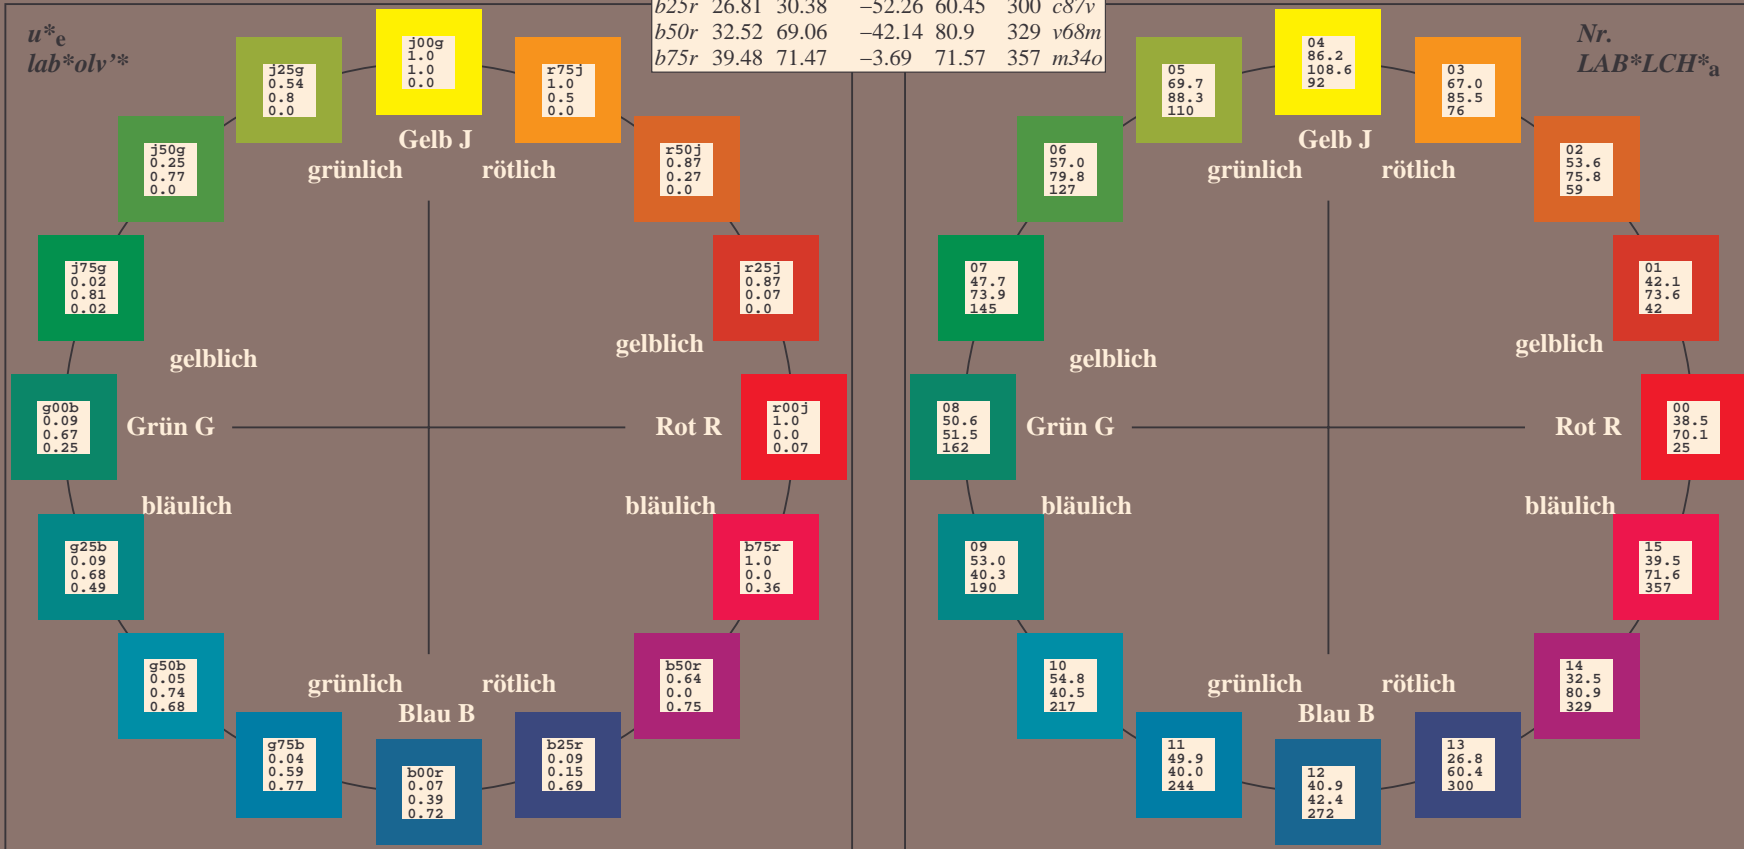 b25r 26.81 30.38 −52.26 60.45 300 c87v
b50r 32.52 69.06 −42.14 80.9 329 v68m
b75r 39.48 71.47 −3.69 71.57 357 m34o
u*e
lab*olv'*
j00g
1.0
1.0
0.0
j25g
0.54
0.8
0.0
r75j
1.0
0.5
0.0
Gelb J
grünlich rötlich
j50g
0.25
0.77
0.0
r50j
0.87
0.27
0.0
j75g
0.02
0.81
0.02
r25j
0.87
0.07
0.0
gelblich
gelblich
g00b
0.09
0.67
0.25
Grün G
Rot R
r00j
1.0
0.0
0.07
bläulich
bläulich
g25b
0.09
0.68
0.49
b75r
1.0
0.0
0.36
g50b
0.05
0.74
0.68
b50r
0.64
0.0
0.75
grünlich rötlich
Blau B
g75b
0.04
0.59
0.77
b00r
0.07
0.39
0.72
b25r
0.09
0.15
0.69
Nr.
LAB*LCH*a
04
86.2
108.6
92
05
69.7
88.3
110
03
67.0
85.5
76
Gelb J
grünlich rötlich
06
57.0
79.8
127
02
53.6
75.8
59
07
47.7
73.9
145
01
42.1
73.6
42
gelblich
gelblich
08
50.6
51.5
162
Grün G
Rot R
00
38.5
70.1
25
bläulich
bläulich
09
53.0
40.3
190
15
39.5
71.6
357
10
54.8
40.5
217
14
32.5
80.9
329
grünlich rötlich
Blau B
11
49.9
40.0
244
12
40.9
42.4
272
13
26.8
60.4
300